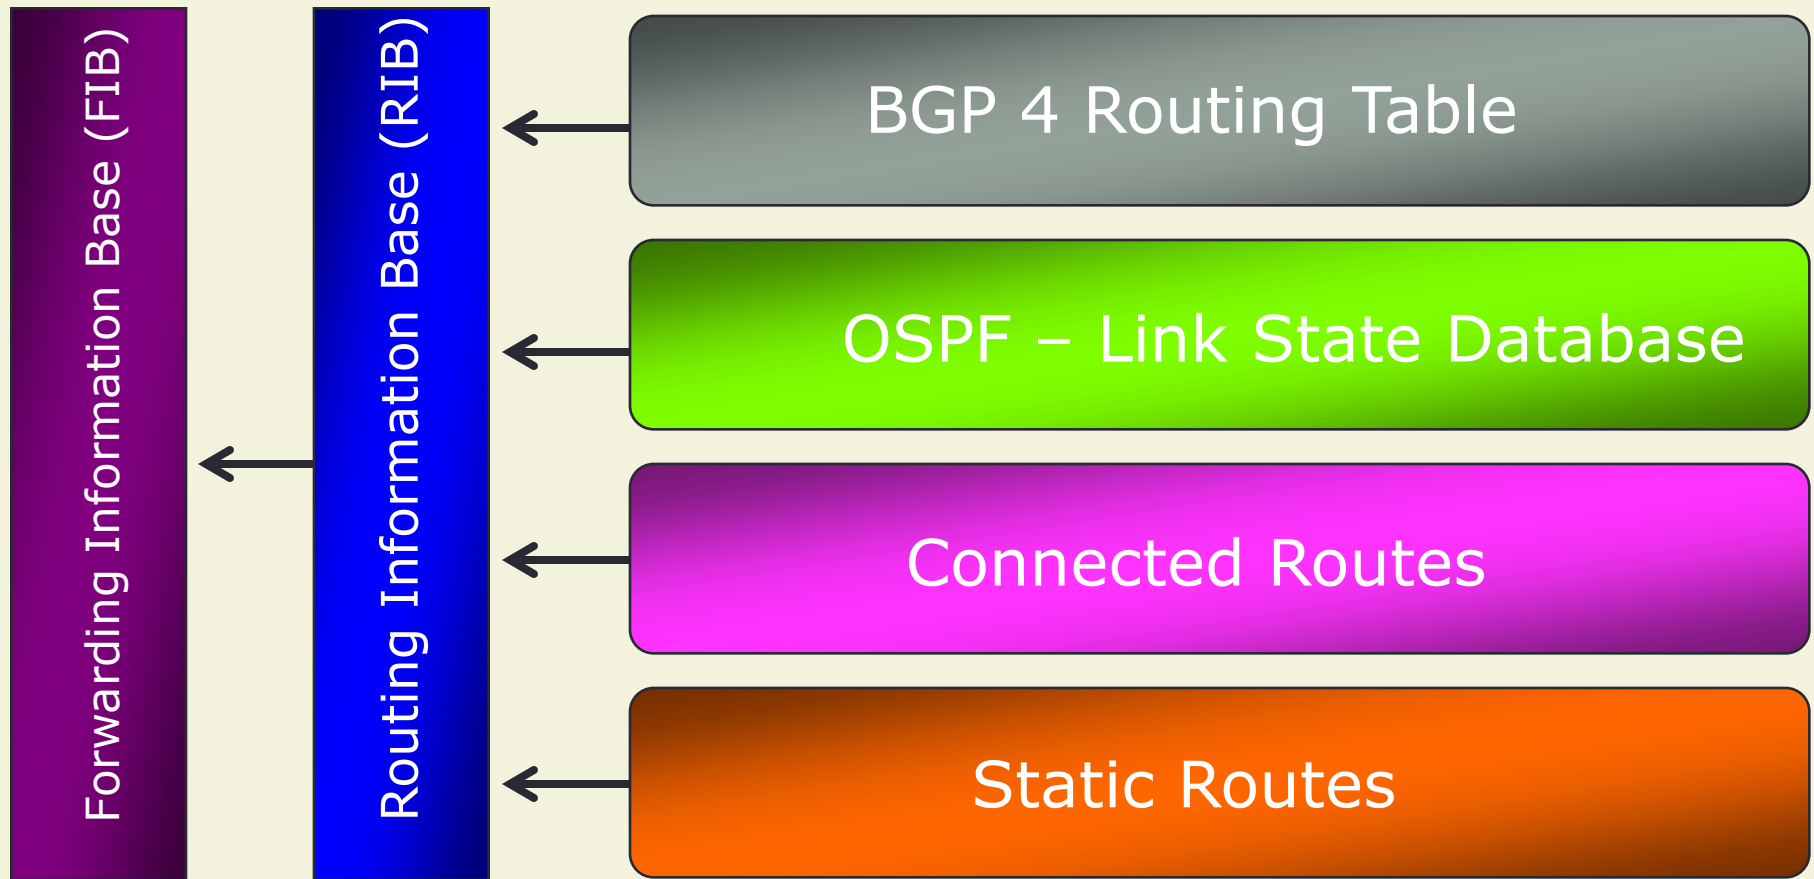 Forwarding Information Base (FIB)
Routing Information Base (RIB)
BGP 4 Routing Table
OSPF – Link State Database
Connected Routes
Static Routes